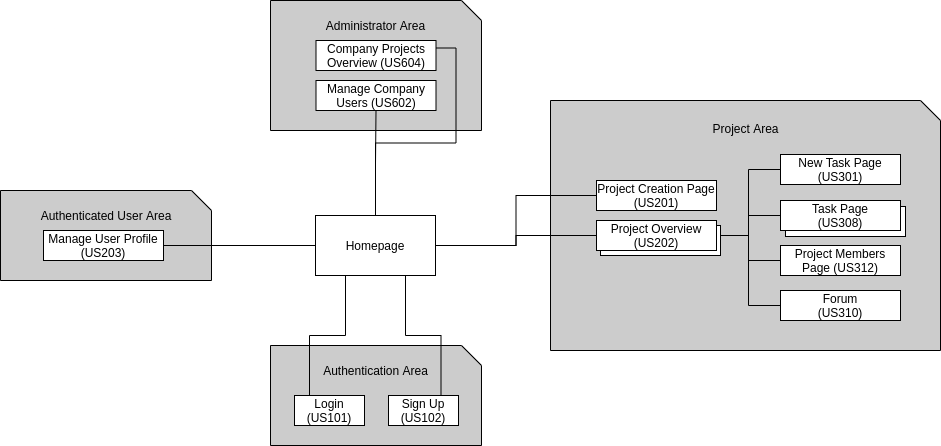 Administrator Area
Company Projects
Overview (US604)
Manage Company
Users (US602)
Project Area
New Task Page
(US301)
Project Creation Page
(US201)
Task Page
(US308)
Authenticated User Area
Manage User Profile
(US203)
Homepage
Project Overview
(US202)
Project Members
Page (US312)
Forum
(US310)
Authentication Area
Login
(US101)
Sign Up
(US102)